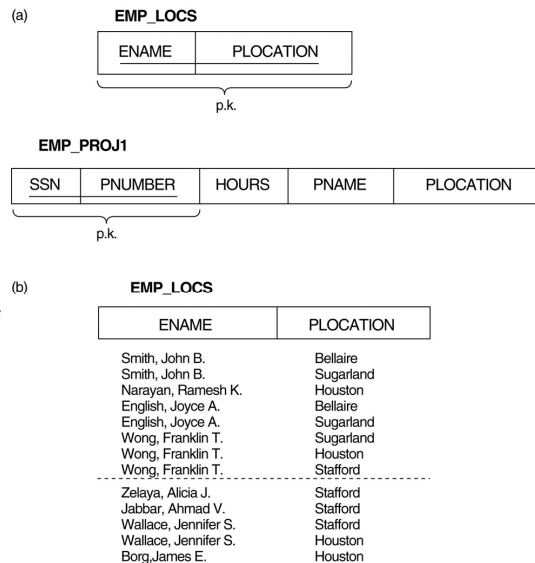 (a)
EMP_LOCS
ENAME PLOCATION
p.k.
EMP_PROJ1
SSN PNUMBER HOURS PNAME PLOCATION
p.k.
(b)
EMP_LOCS
ENAME PLOCATION
Smith, John B. Bellaire
Smith, John B. Sugarland
Narayan, Ramesh K. Houston
English, Joyce A. Bellaire
English, Joyce A. Sugarland
Wong, Franklin T. Sugarland
Wong, Franklin T. Houston
Wong, Franklin T. Stafford
Zelaya, Alicia J. Stafford
Jabbar, Ahmad V. Stafford
Wallace, Jennifer S. Stafford
Wallace, Jennifer S. Houston
Borg,James E. Houston